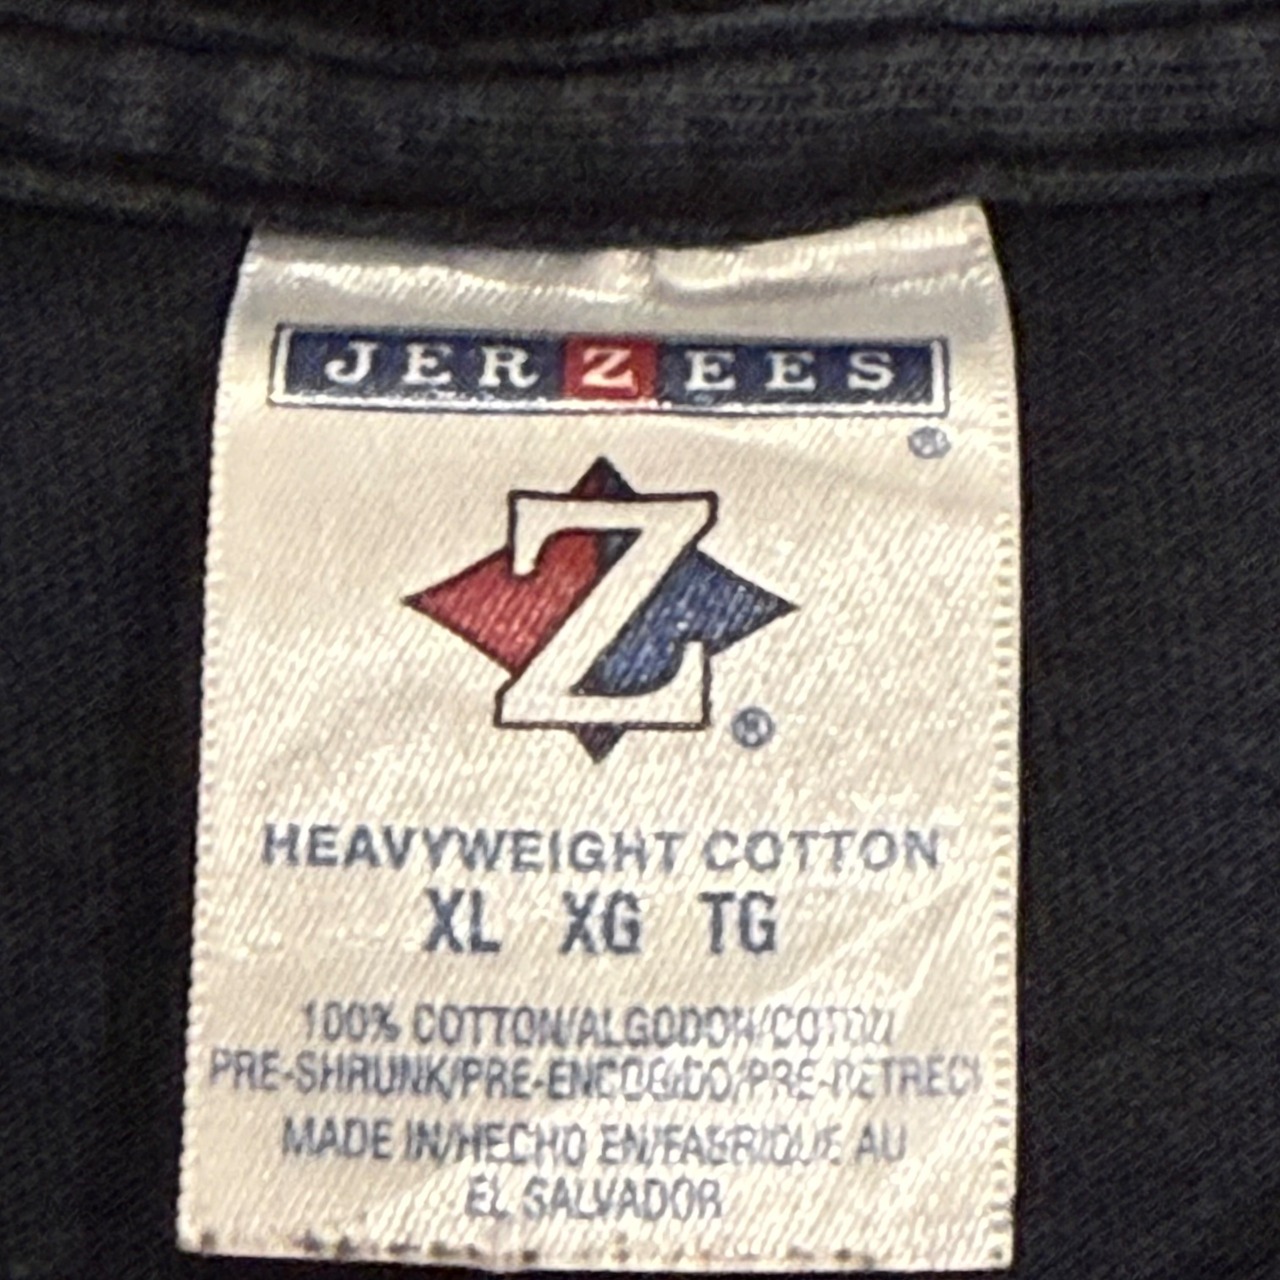 JERZEES
®
Z
®
HEAVYWEIGHT COTTON
XL XG TG
100% COTTON/ALGODON/COTON
PRE-SHRUNK/PRE-ENCOGIDO/PRE-RETRECI
MADE IN/HECHO EN/FABRIQUE AU
EL SALVADOR